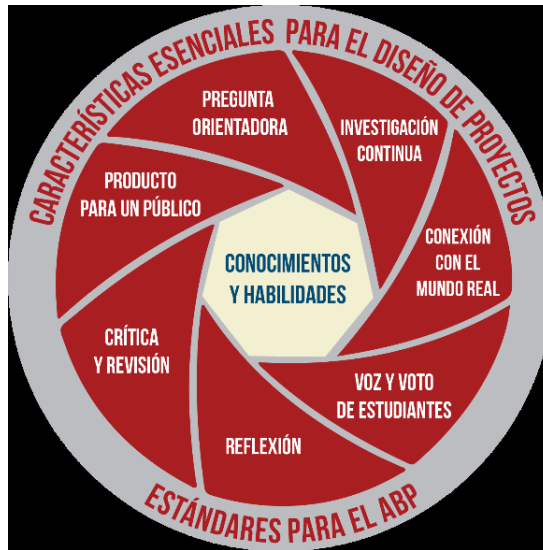 CARACTERÍSTICAS ESENCIALES PARA EL DISEÑO DE PROYECTOS
PREGUNTA
ORIENTADORA
INVESTIGACIÓN
CONTINUA
CONEXIÓN
CON EL
MUNDO REAL
VOZ Y VOTO
DE ESTUDIANTES
REFLEXIÓN
CRÍTICA
Y REVISIÓN
PRODUCTO
PARA UN PÚBLICO
CONOCIMIENTOS
Y HABILIDADES
ESTÁNDARES PARA EL ABP